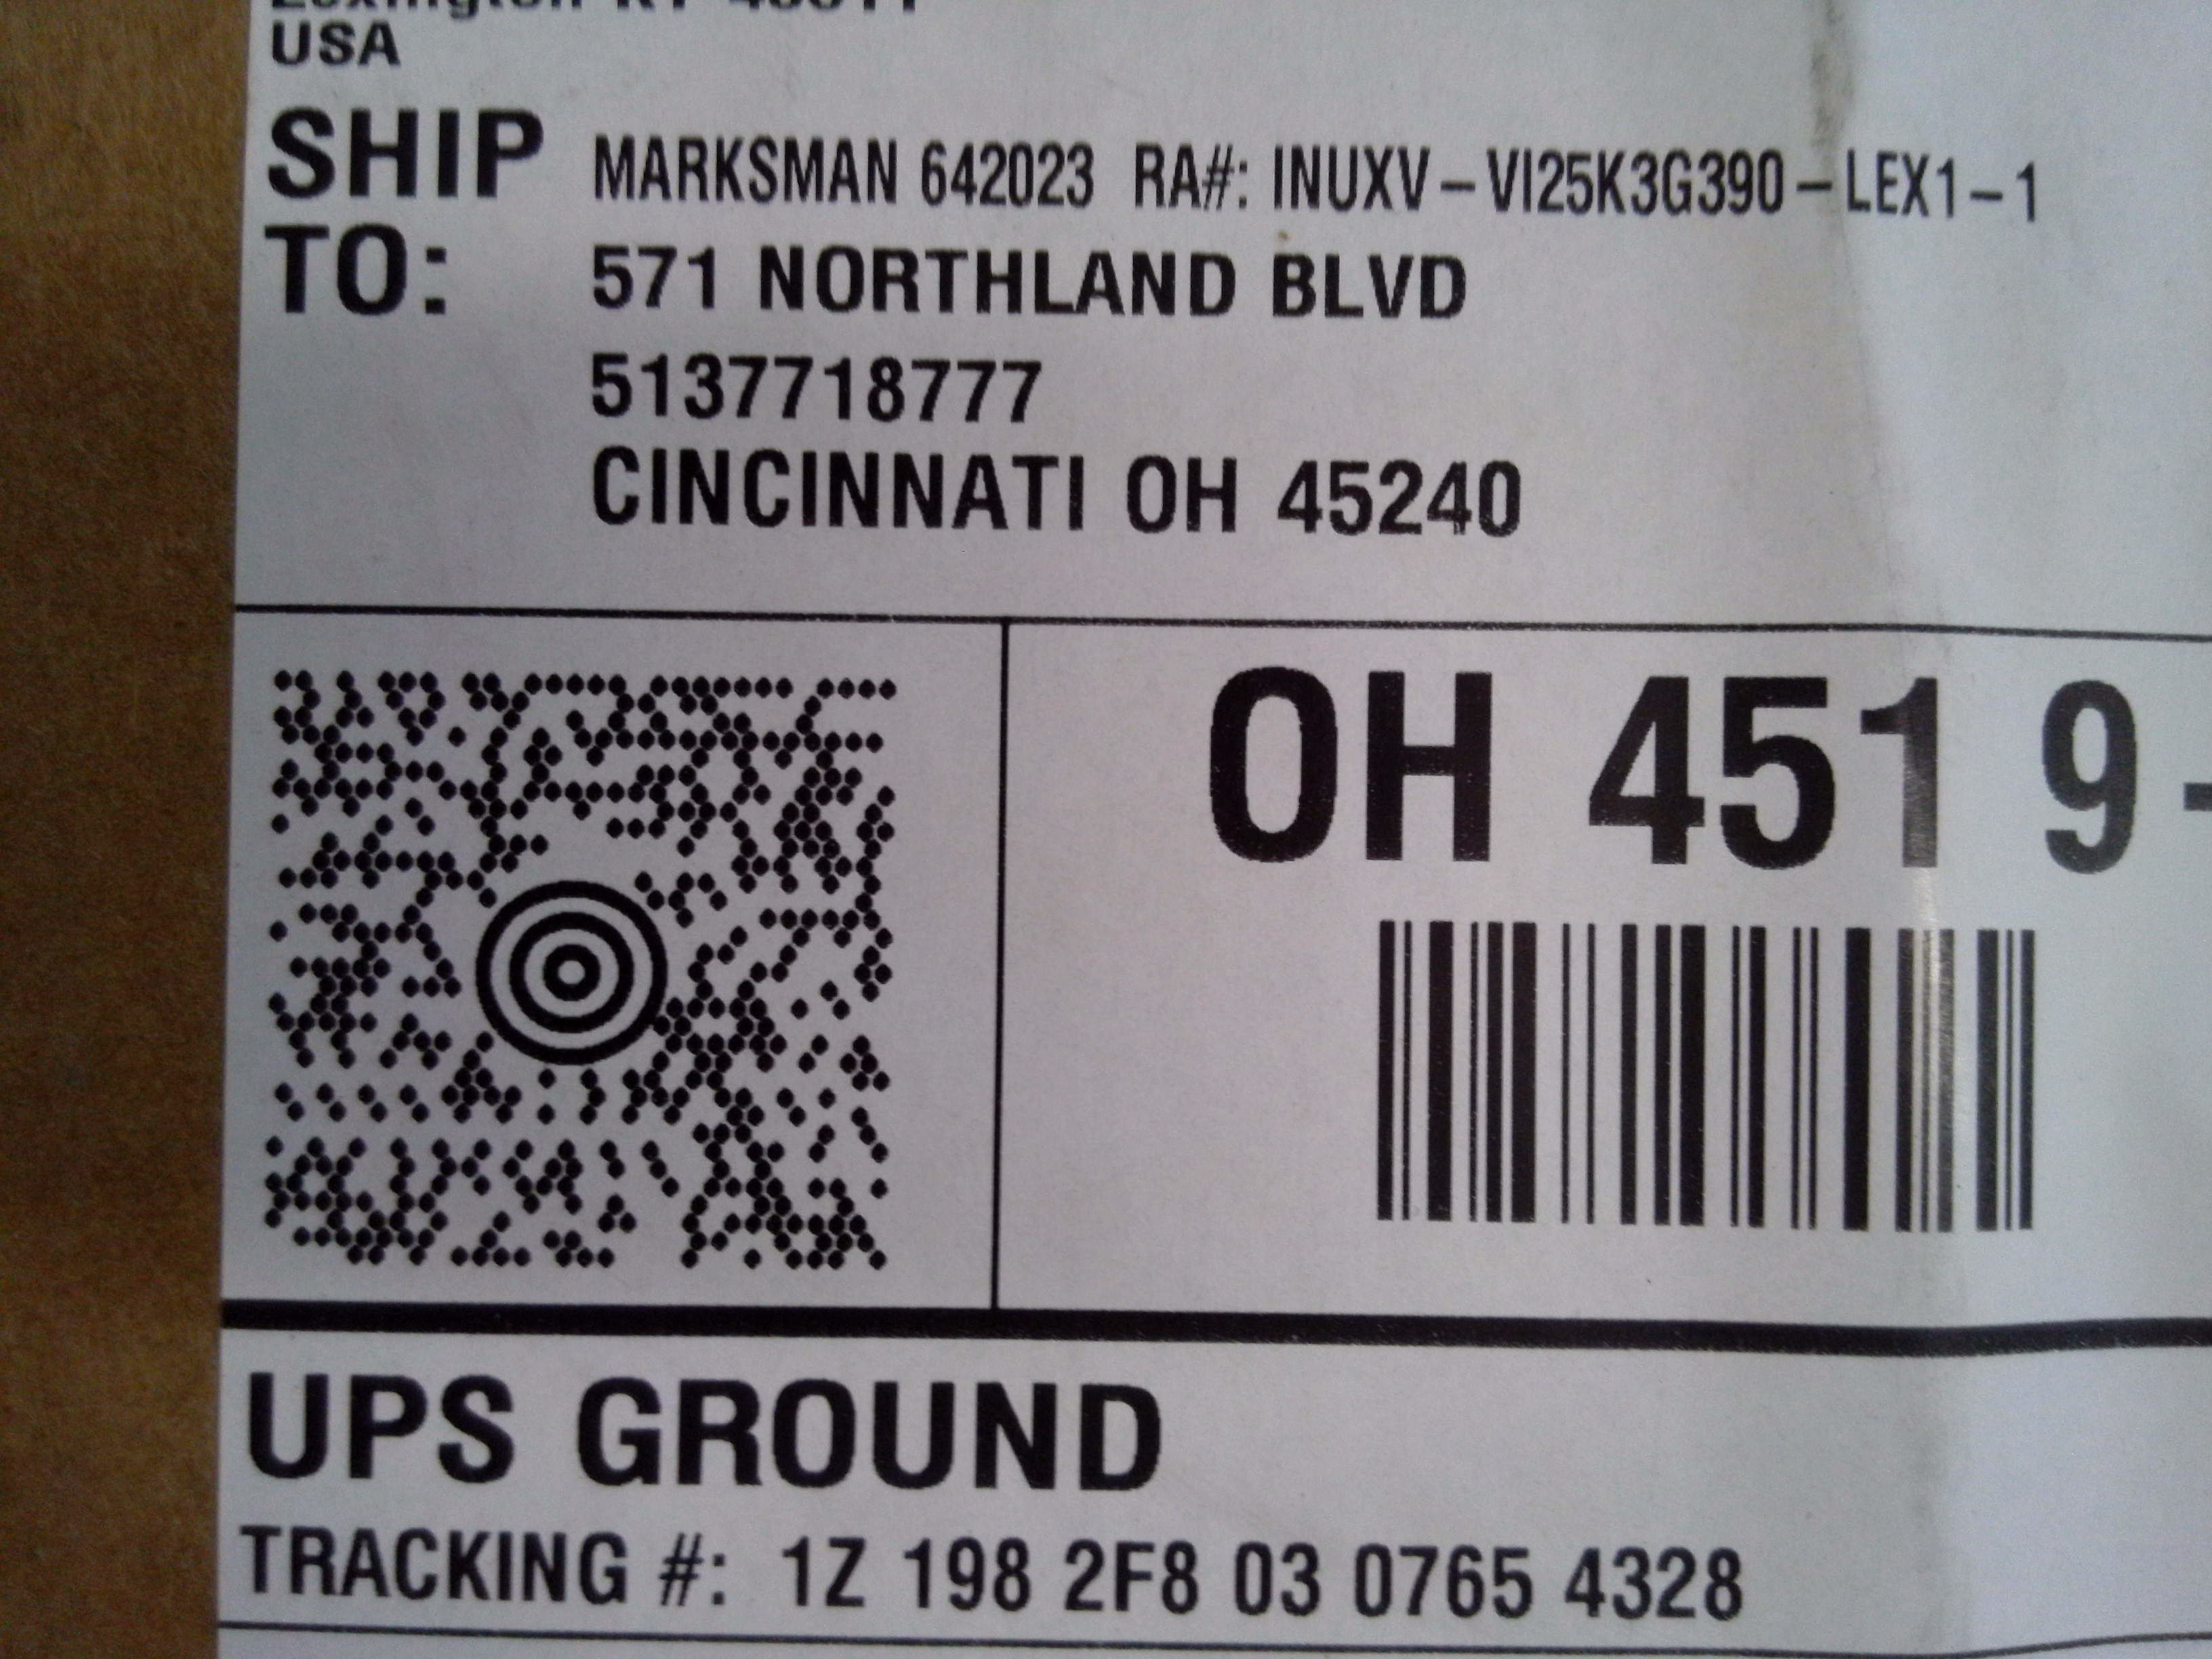 USA
SHIP TO: MARKSMAN 642023 RA#: INUXV-VI25K3G390-LEX1-1
571 NORTHLAND BLVD
5137718777
CINCINNATI OH 45240
OH 451 9-
UPS GROUND
TRACKING #: 1Z 198 2F8 03 0765 4328